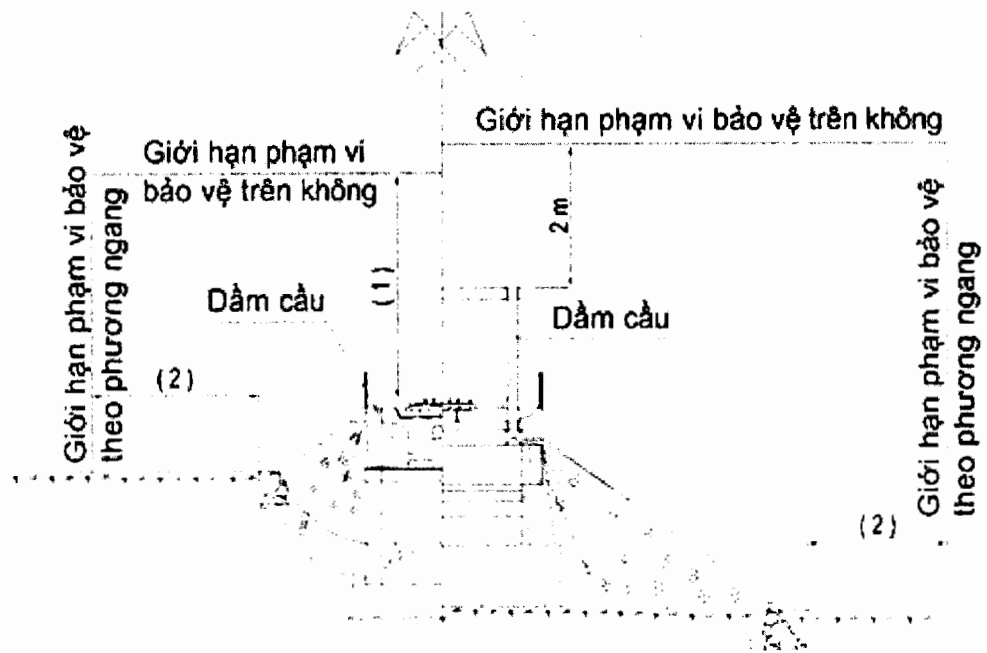 Giới hạn phạm vi bảo vệ trên không
Giới hạn phạm vi
bảo vệ trên không
Giới hạn phạm vi bảo vệ
theo phương ngang
2 m
(1)
Dầm cầu
Dầm cầu
(2)
Giới hạn phạm vi bảo vệ
theo phương ngang
(2)